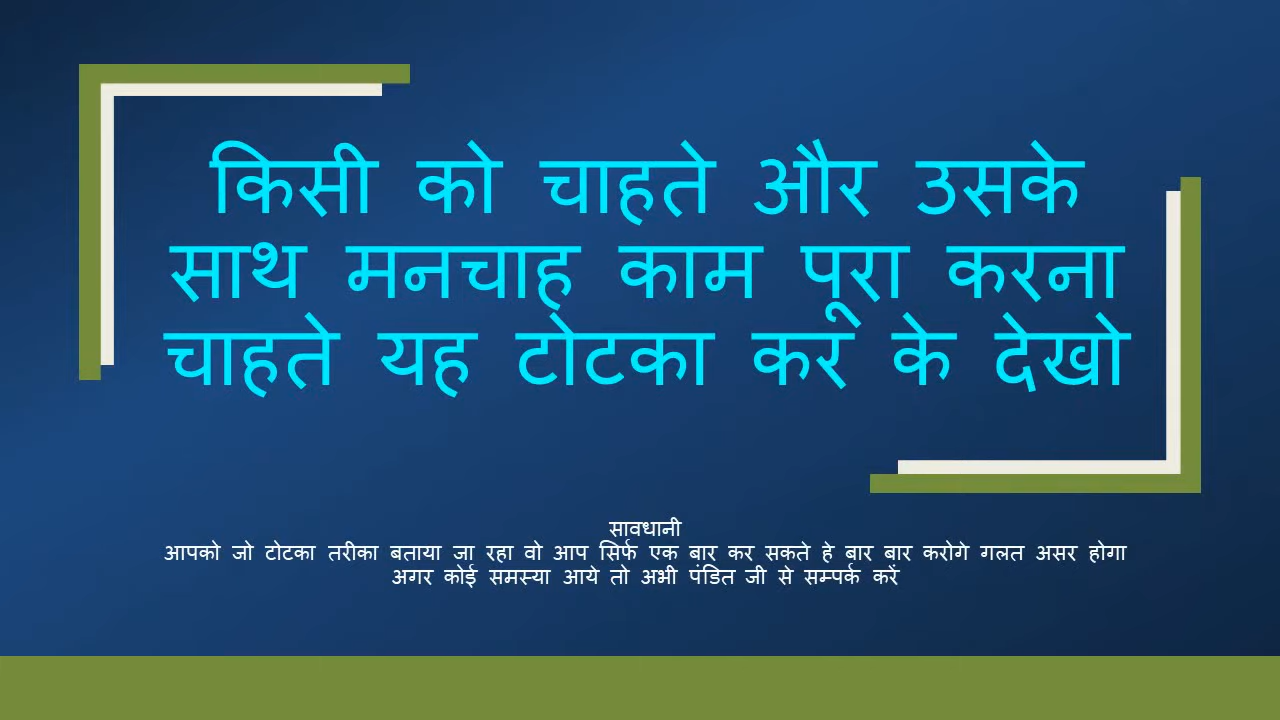 किसी को चाहते और उसके
साथ मनचाह काम पूरा करना
चाहते यह टोटका कर के देखो
सावधानी
आपको जो टोटका तरीका बताया जा रहा वो आप सिर्फ एक बार कर सकते हे बार बार करोगे गलत असर होगा
अगर कोई समस्या आये तो अभी पंडित जी से सम्पर्क करें